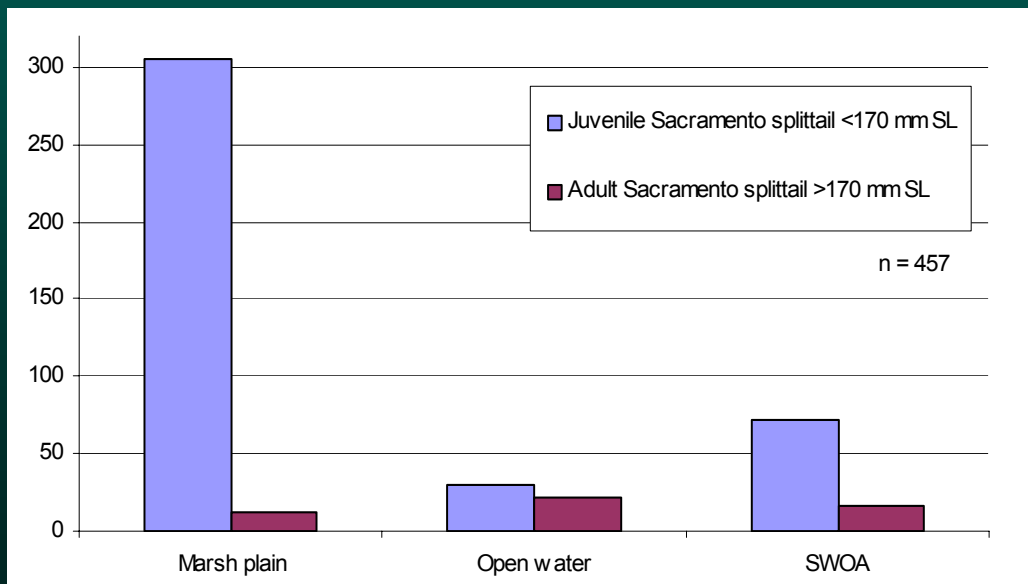 300
250
200
150
100
50
0
Juvenile Sacramento splittail <170 mm SL
Adult Sacramento splittail >170 mm SL
n = 457
Marsh plain
Open water
SWOA